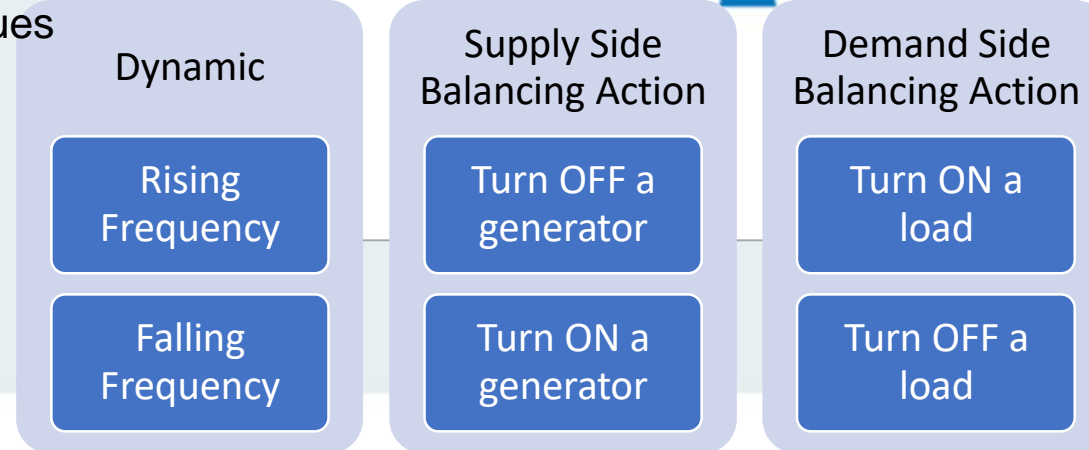 Dynamic
Rising
Frequency
Falling
Frequency
Supply Side
Balancing Action
Turn OFF a
generator
Turn ON a
generator
Demand Side
Balancing Action
Turn ON a
load
Turn OFF a
load